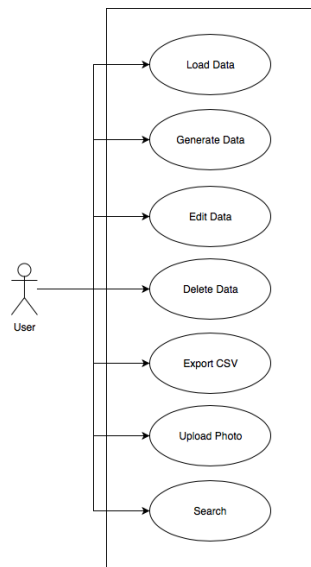 Load Data
Generate Data
Edit Data
Delete Data
User
Export CSV
Upload Photo
Search